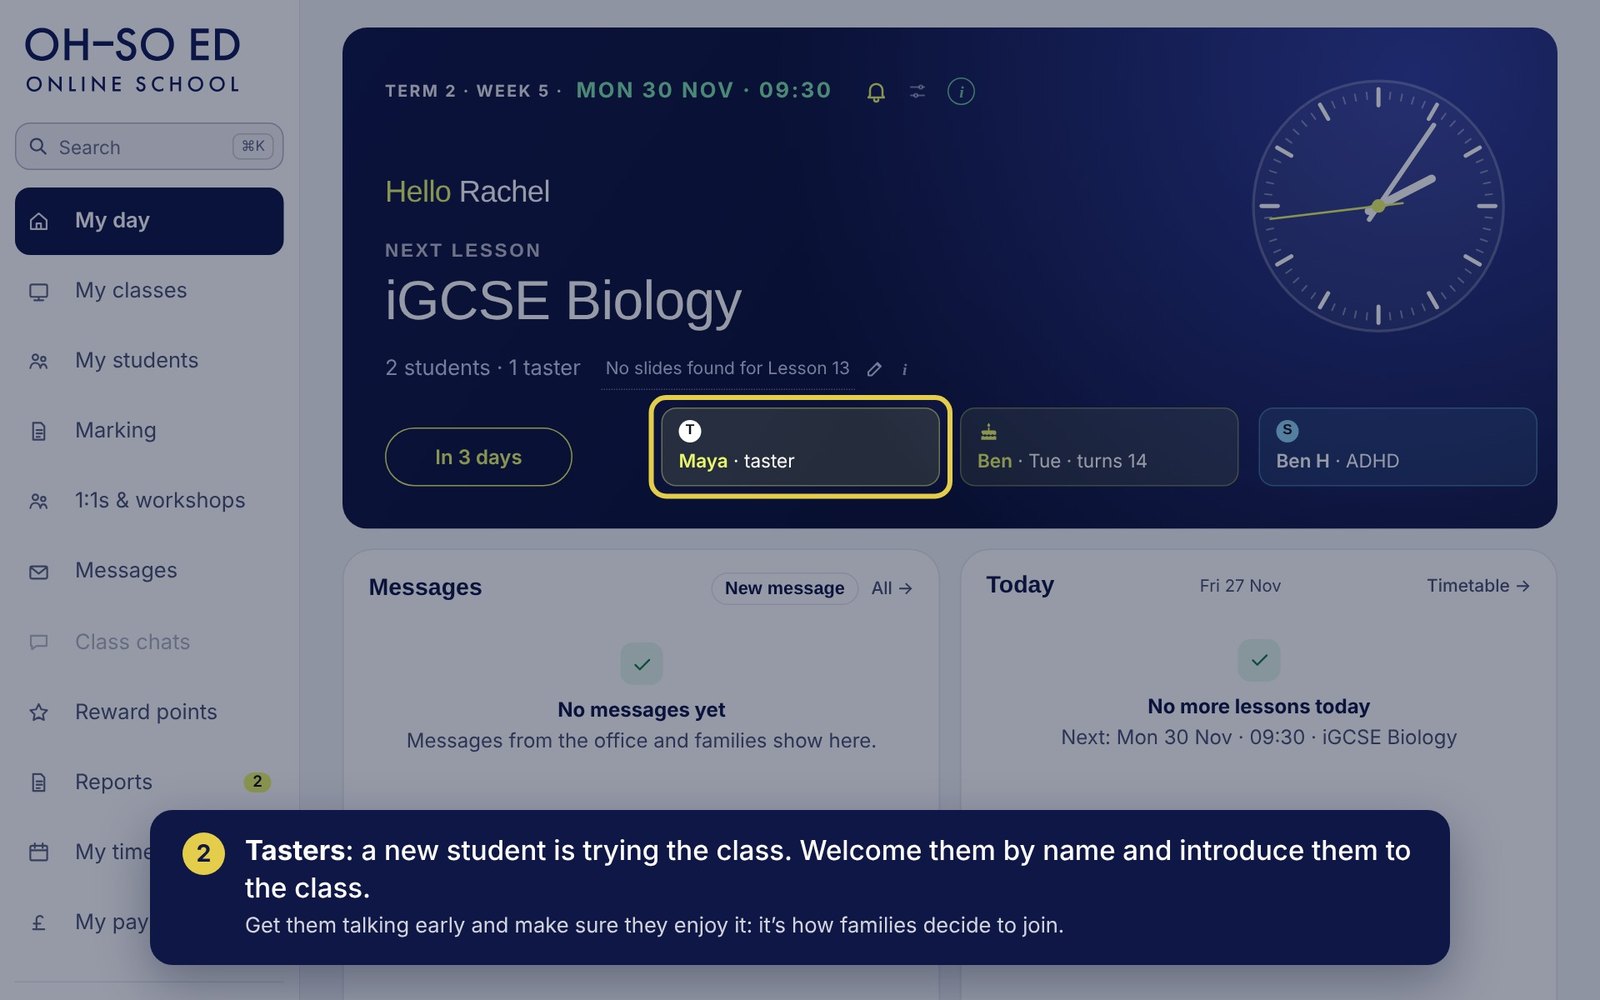 OH-SO ED
ONLINE SCHOOL
Search ⌘K
My day
My classes
My students
Marking
1:1s & workshops
Messages
Class chats
Reward points
Reports 2
My time
My pay
TERM 2 · WEEK 5 · MON 30 NOV · 09:30 i
Hello Rachel
NEXT LESSON
iGCSE Biology
2 students · 1 taster No slides found for Lesson 13 i
In 3 days
T
Maya · taster
Ben · Tue · turns 14
S
Ben H · ADHD
Messages New message All →
No messages yet
Messages from the office and families show here.
Today Fri 27 Nov Timetable →
No more lessons today
Next: Mon 30 Nov · 09:30 · iGCSE Biology
2 Tasters: a new student is trying the class. Welcome them by name and introduce them to
the class.
Get them talking early and make sure they enjoy it: it’s how families decide to join.